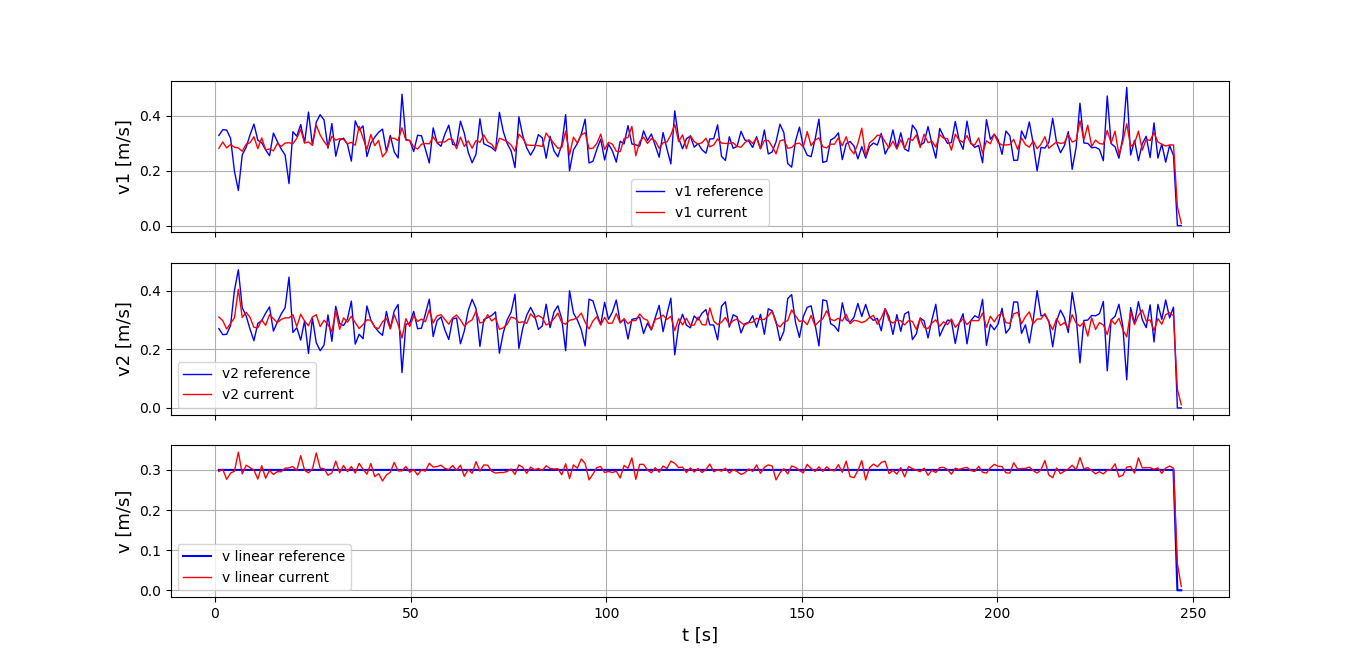 v1 [m/s]
0.4
0.2
0.0
v1 reference
v1 current
v2 [m/s]
0.4
0.2
0.0
v2 reference
v2 current
v [m/s]
0.3
0.2
0.1
0.0
v linear reference
v linear current
0
50
100
150
200
250
t [s]